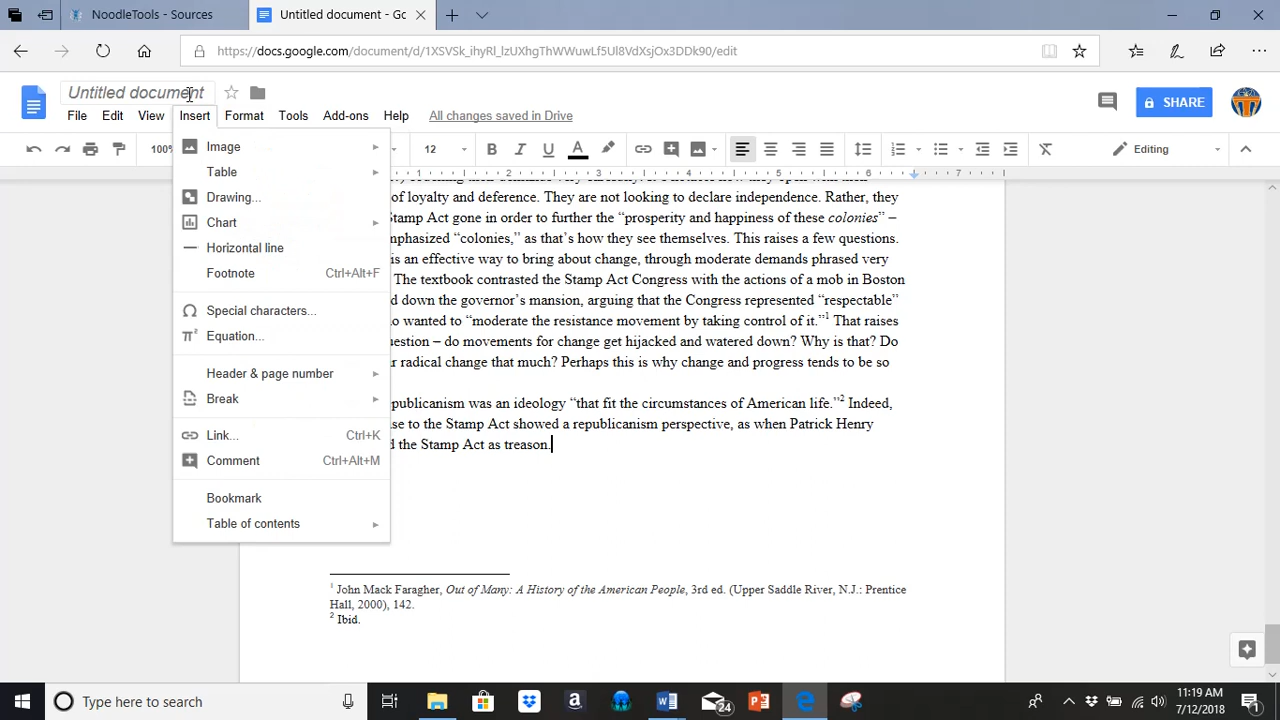 NoodleTools - Sources
Untitled document - Go
https://docs.google.com/document/d/1XSVSk_ihyRl_lzUXhgThWWuwLf5Ul8VdXsjOx3DDk90/edit
Untitled document
File Edit View Insert Format Tools Add-ons Help All changes saved in Drive
SHARE
100% 12 Editing
Image
Table
Drawing...
Chart
Horizontal line
Footnote Ctrl+Alt+F
Special characters...
Equation...
Header & page number
Break
Link... Ctrl+K
Comment Ctrl+Alt+M
Bookmark
Table of contents
3 4 5 6 7
of loyalty and deference. They are not looking to declare independence. Rather, they
Stamp Act gone in order to further the “prosperity and happiness of these colonies” –
mphasized “colonies,” as that’s how they see themselves. This raises a few questions.
is an effective way to bring about change, through moderate demands phrased very
The textbook contrasted the Stamp Act Congress with the actions of a mob in Boston
d down the governor’s mansion, arguing that the Congress represented “respectable”
o wanted to “moderate the resistance movement by taking control of it.”1 That raises
uestion – do movements for change get hijacked and watered down? Why is that? Do
r radical change that much? Perhaps this is why change and progress tends to be so
epublicanism was an ideology “that fit the circumstances of American life.”2 Indeed,
se to the Stamp Act showed a republicanism perspective, as when Patrick Henry
d the Stamp Act as treason.
1 John Mack Faragher, Out of Many: A History of the American People, 3rd ed. (Upper Saddle River, N.J.: Prentice
Hall, 2000), 142.
2 Ibid.
Type here to search
24
11:19 AM
7/12/2018
1